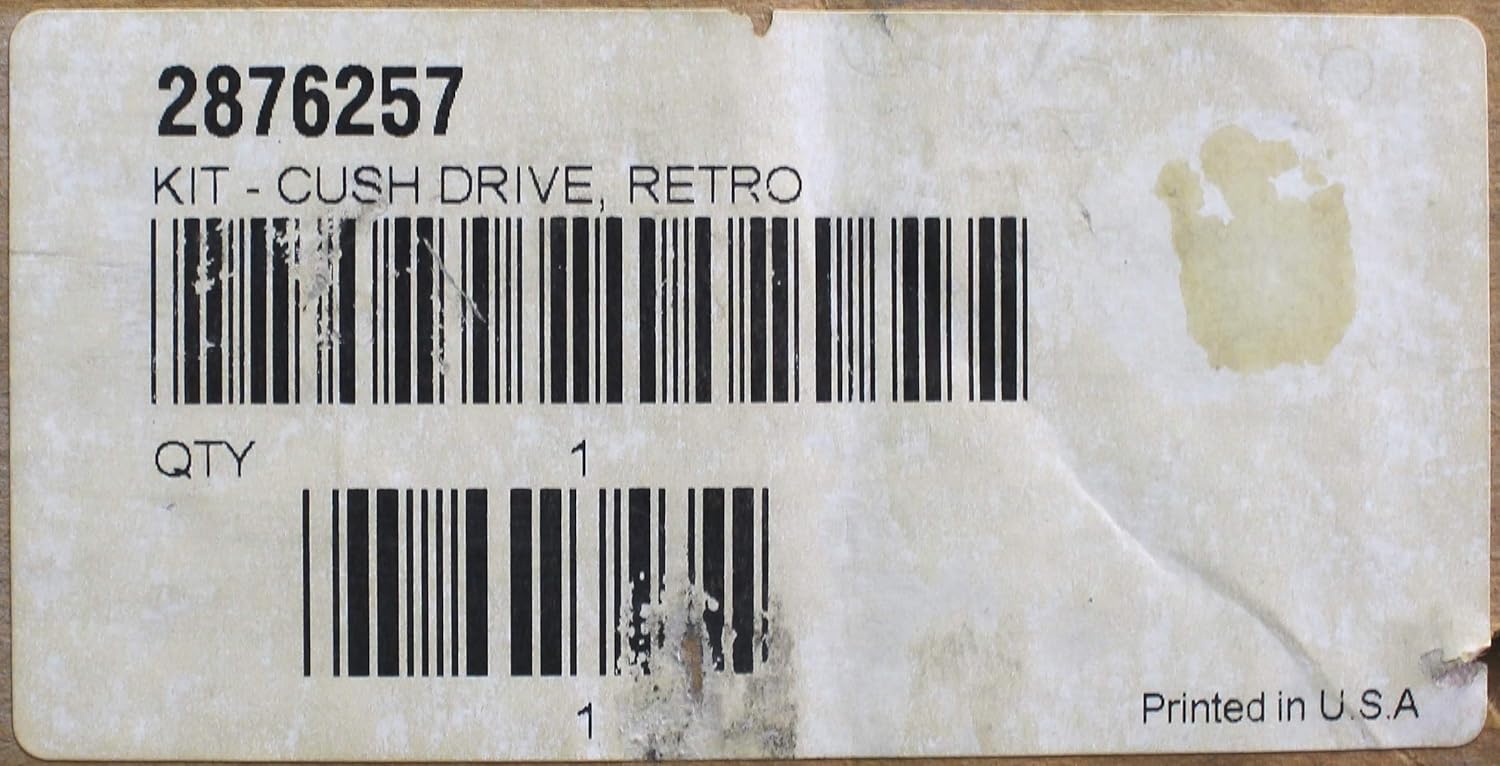 2876257
KIT - CUSH DRIVE, RETRO
QTY 1
1
Printed in U.S.A